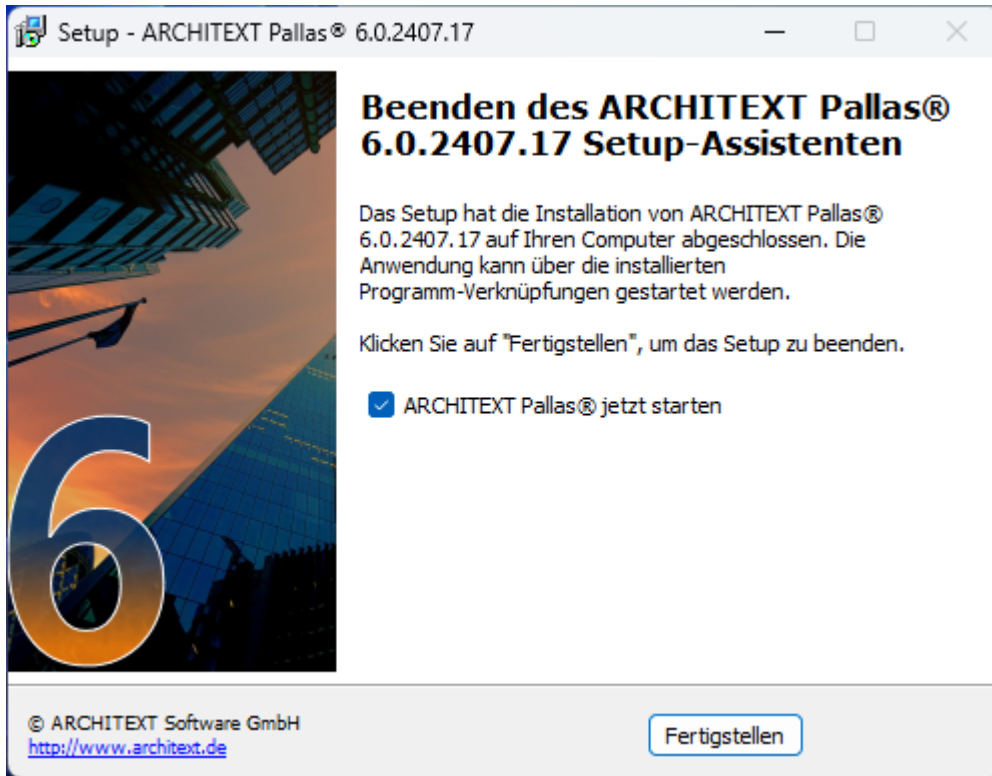 Setup - ARCHITEXT Pallas® 6.0.2407.17
Beenden des ARCHITEXT Pallas®
6.0.2407.17 Setup-Assistenten
Das Setup hat die Installation von ARCHITEXT Pallas®
6.0.2407.17 auf Ihren Computer abgeschlossen. Die
Anwendung kann über die installierten
Programm-Verknüpfungen gestartet werden.
Klicken Sie auf "Fertigstellen", um das Setup zu beenden.
ARCHITEXT Pallas® jetzt starten
6
© ARCHITEXT Software GmbH
http://www.architext.de
Fertigstellen